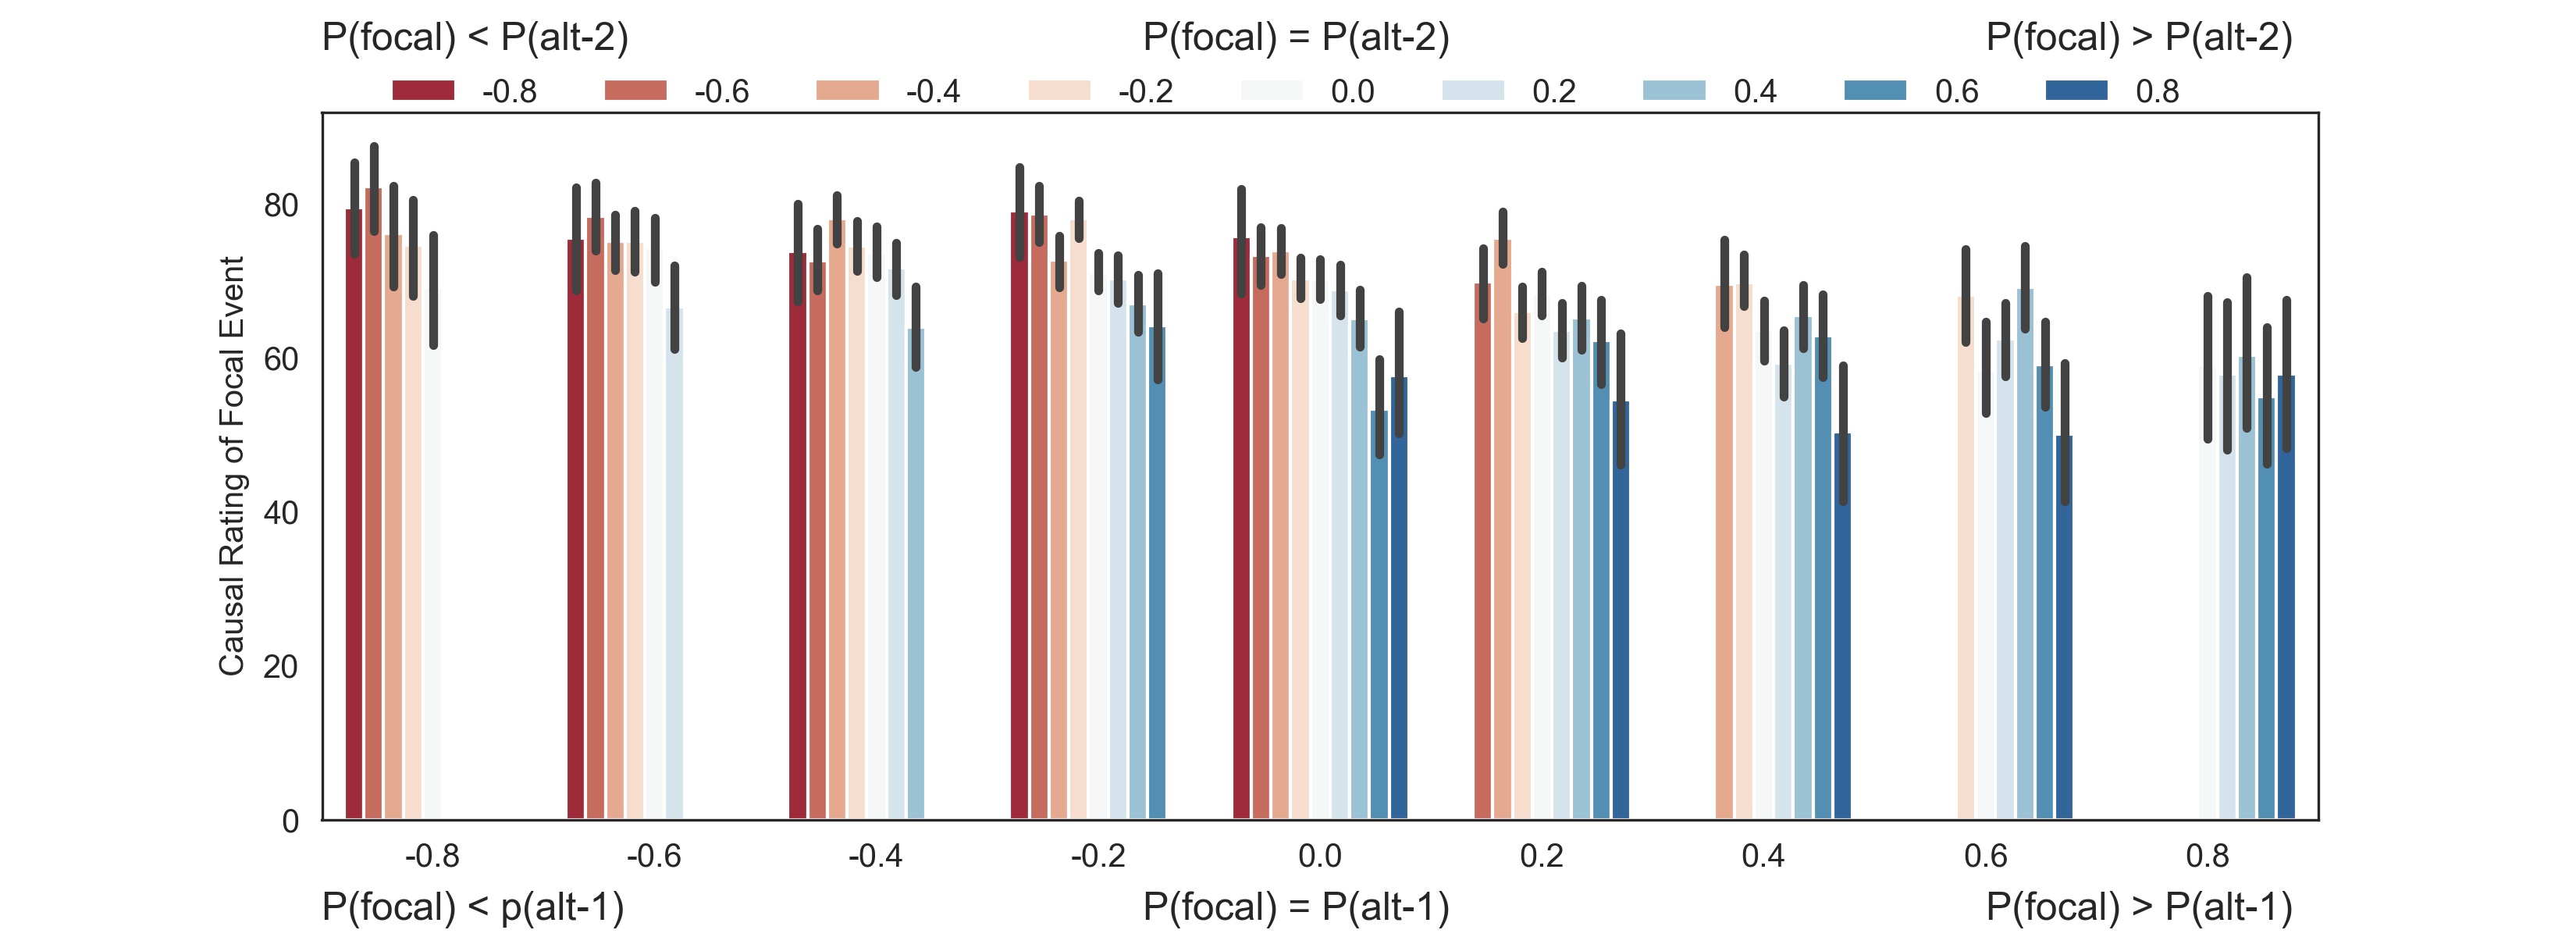 P(focal) < P(alt-2) P(focal) = P(alt-2) P(focal) > P(alt-2)
-0.8 -0.6 -0.4 -0.2 0.0 0.2 0.4 0.6 0.8
Causal Rating of Focal Event
80
60
40
20
0
-0.8 -0.6 -0.4 -0.2 0.0 0.2 0.4 0.6 0.8
P(focal) < p(alt-1) P(focal) = P(alt-1) P(focal) > P(alt-1)